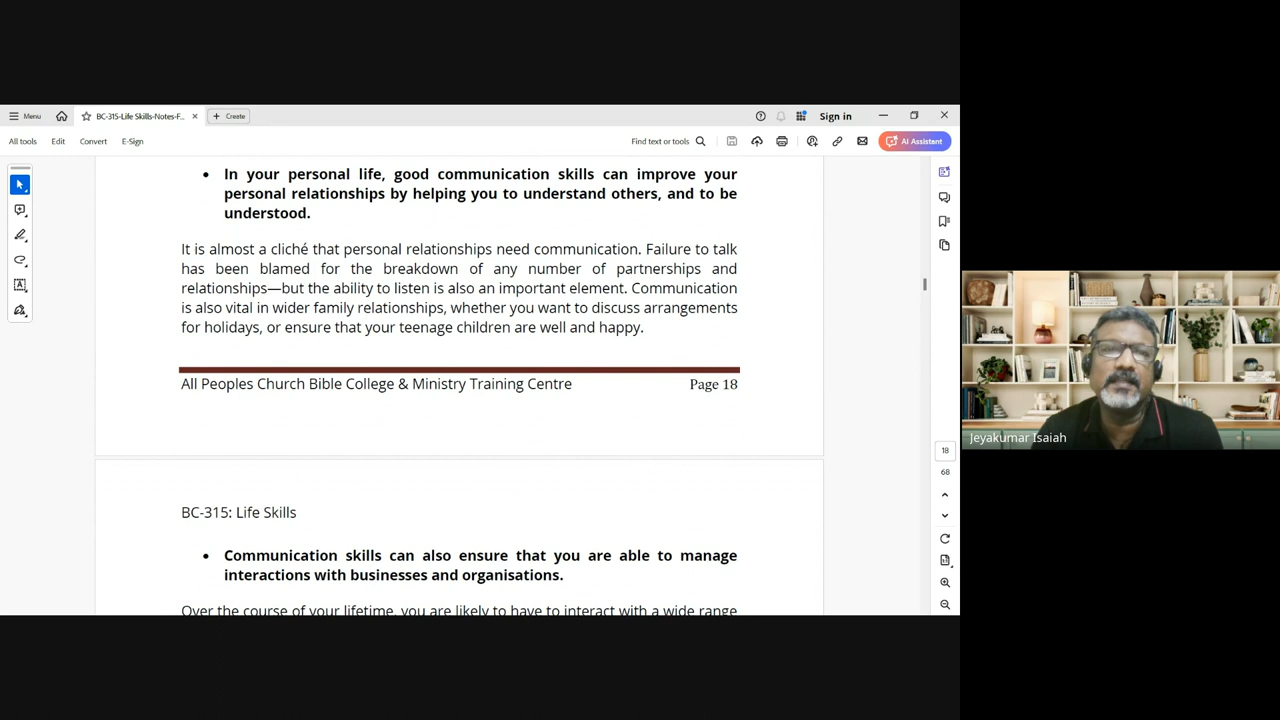 Menu
BC-315-Life Skills-Notes-F...
Create
Sign in
All tools
Edit
Convert
E-Sign
Find text or tools
AI Assistant
• In your personal life, good communication skills can improve your
personal relationships by helping you to understand others, and to be
understood.
It is almost a cliché that personal relationships need communication. Failure to talk
has been blamed for the breakdown of any number of partnerships and
relationships—but the ability to listen is also an important element. Communication
is also vital in wider family relationships, whether you want to discuss arrangements
for holidays, or ensure that your teenage children are well and happy.
All Peoples Church Bible College & Ministry Training Centre Page 18
BC-315: Life Skills
• Communication skills can also ensure that you are able to manage
interactions with businesses and organisations.
Over the course of your lifetime, you are likely to have to interact with a wide range
18
68
Jeyakumar Isaiah